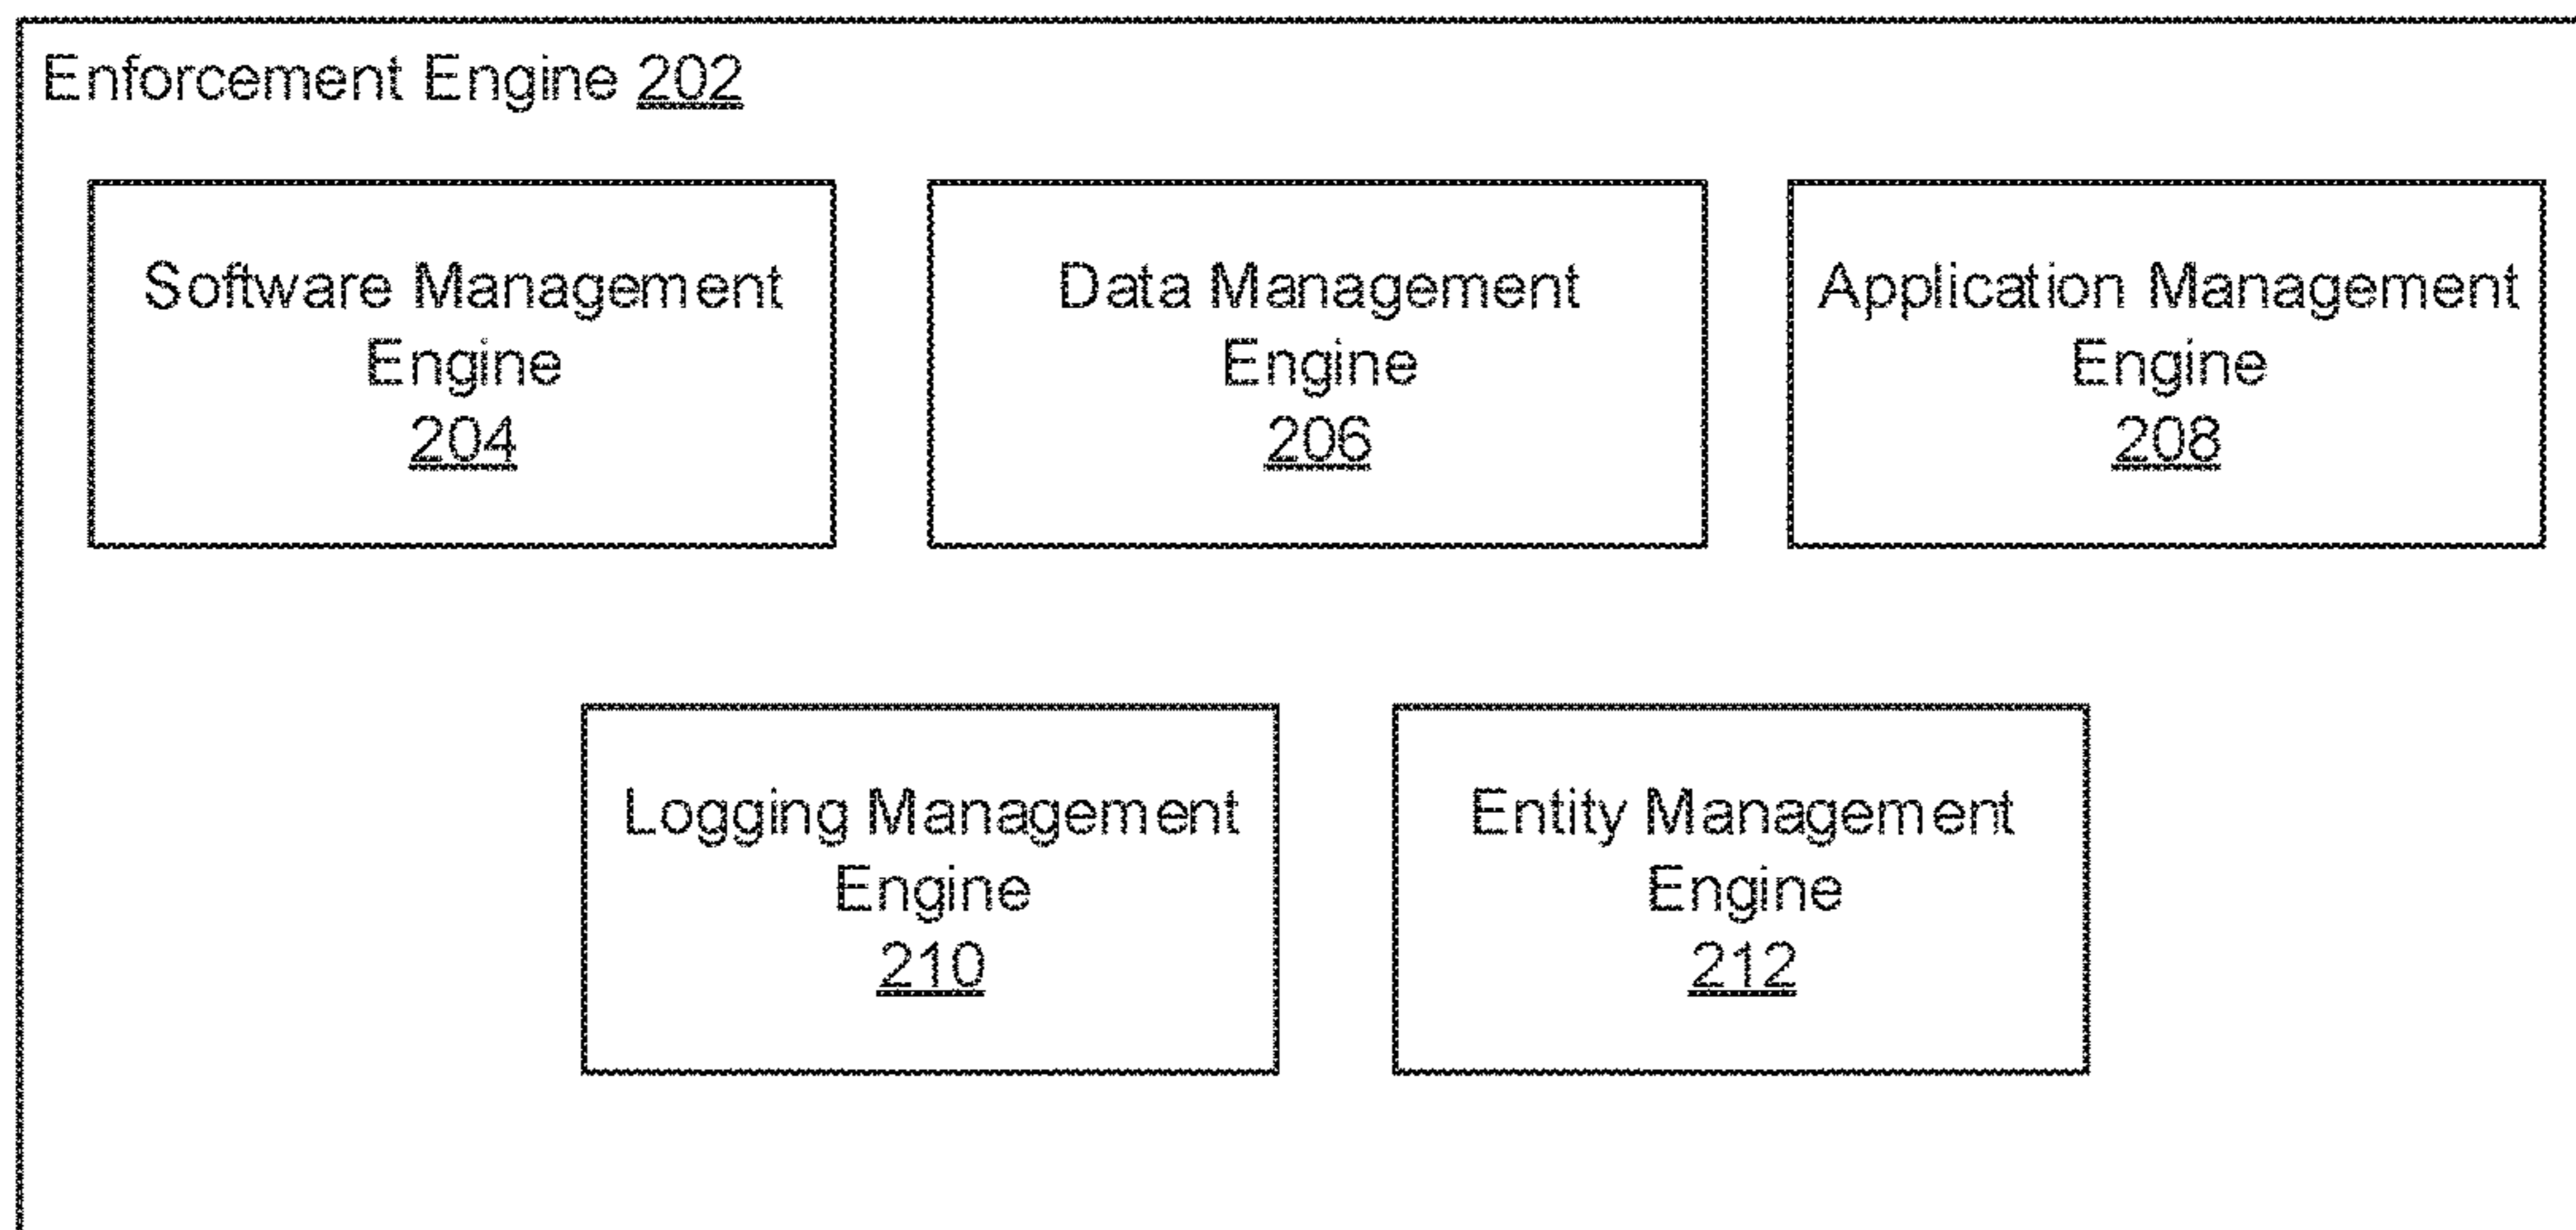 Enforcement Engine 202
Software Management
Engine
204
Data Management
Engine
206
Application Management
Engine
208
Logging Management
Engine
210
Entity Management
Engine
212